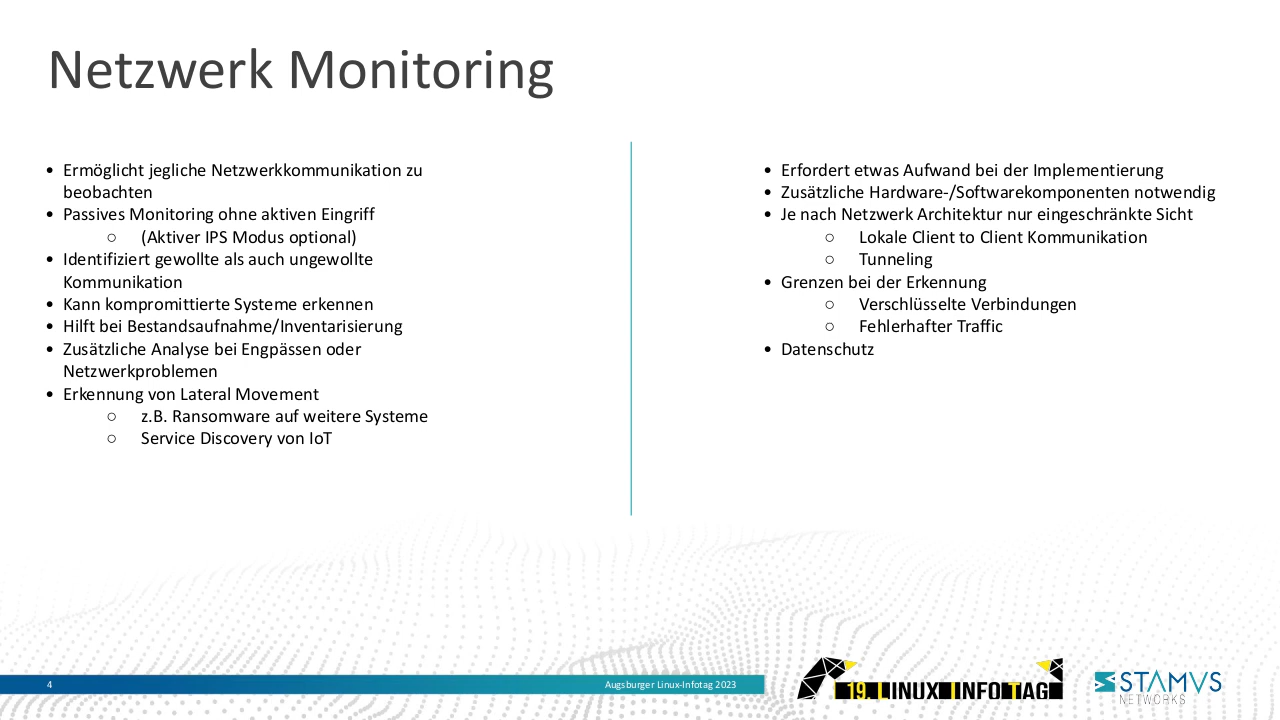 Netzwerk Monitoring
• Ermöglicht jegliche Netzwerkkommunikation zu
beobachten
• Passives Monitoring ohne aktiven Eingriff
○ (Aktiver IPS Modus optional)
• Identifiziert gewollte als auch ungewollte
Kommunikation
• Kann kompromittierte Systeme erkennen
• Hilft bei Bestandsaufnahme/Inventarisierung
• Zusätzliche Analyse bei Engpässen oder
Netzwerkproblemen
• Erkennung von Lateral Movement
○ z.B. Ransomware auf weitere Systeme
○ Service Discovery von IoT
• Erfordert etwas Aufwand bei der Implementierung
• Zusätzliche Hardware-/Softwarekomponenten notwendig
• Je nach Netzwerk Architektur nur eingeschränkte Sicht
○ Lokale Client to Client Kommunikation
○ Tunneling
• Grenzen bei der Erkennung
○ Verschlüsselte Verbindungen
○ Fehlerhafter Traffic
• Datenschutz
4
Augsburger Linux-Infotag 2023
19. LINUX INFO TAG
STAMVS
NETWORKS